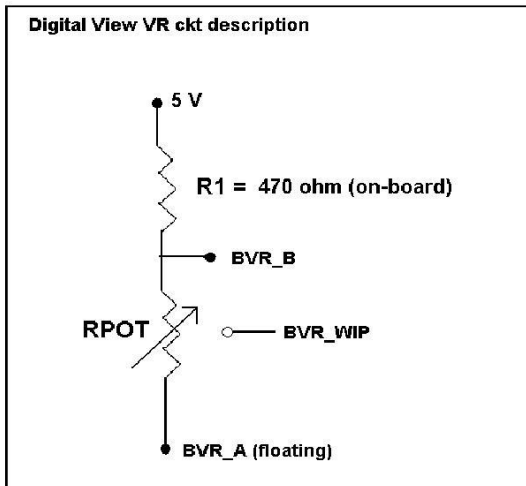 Digital View VR ckt description
5 V
R1 = 470 ohm (on-board)
BVR_B
RPOT
BVR_WIP
BVR_A (floating)